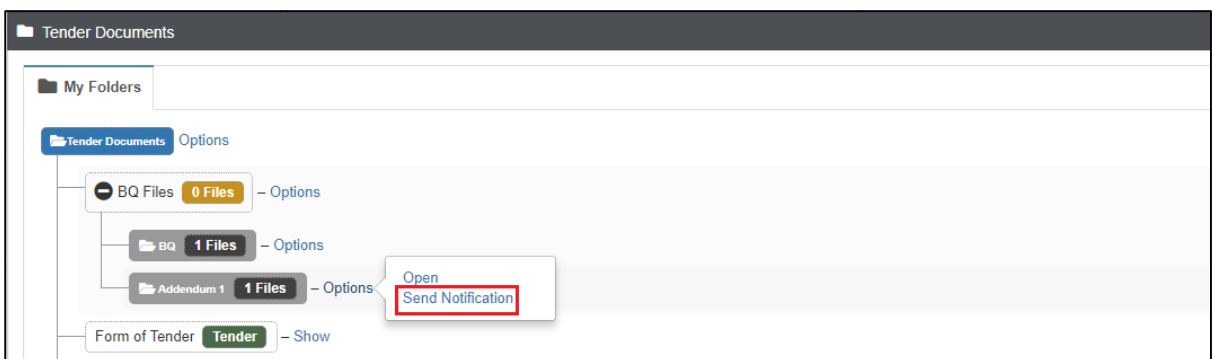 Tender Documents
My Folders
Tender Documents Options
BQ Files 0 Files – Options
BQ 1 Files – Options
Addendum 1 1 Files – Options
Open
Send Notification
Form of Tender Tender – Show